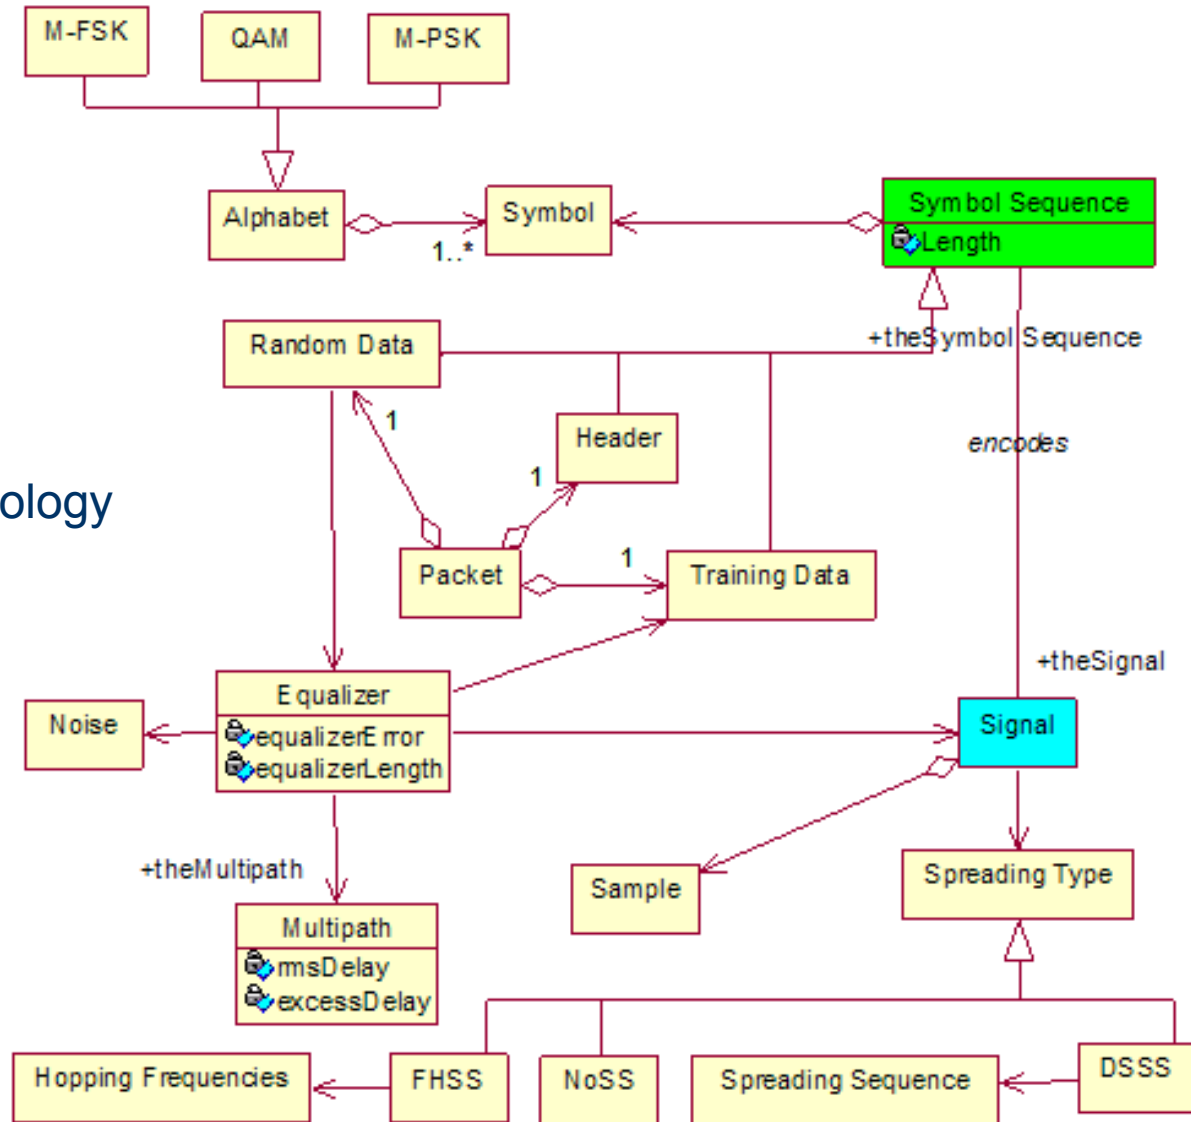 M-FSK
QAM
M-PSK
Alphabet
Symbol
1..*
Symbol Sequence
Length
+theSymbol Sequence
Random Data
1
Header
1
encodes
ology
Packet
1
Training Data
+theSignal
Noise
Equalizer
equalizerError
equalizerLength
Signal
+theMultipath
Sample
Spreading Type
Multipath
rmsDelay
excessDelay
Hopping Frequencies
FHSS
NoSS
Spreading Sequence
DSSS